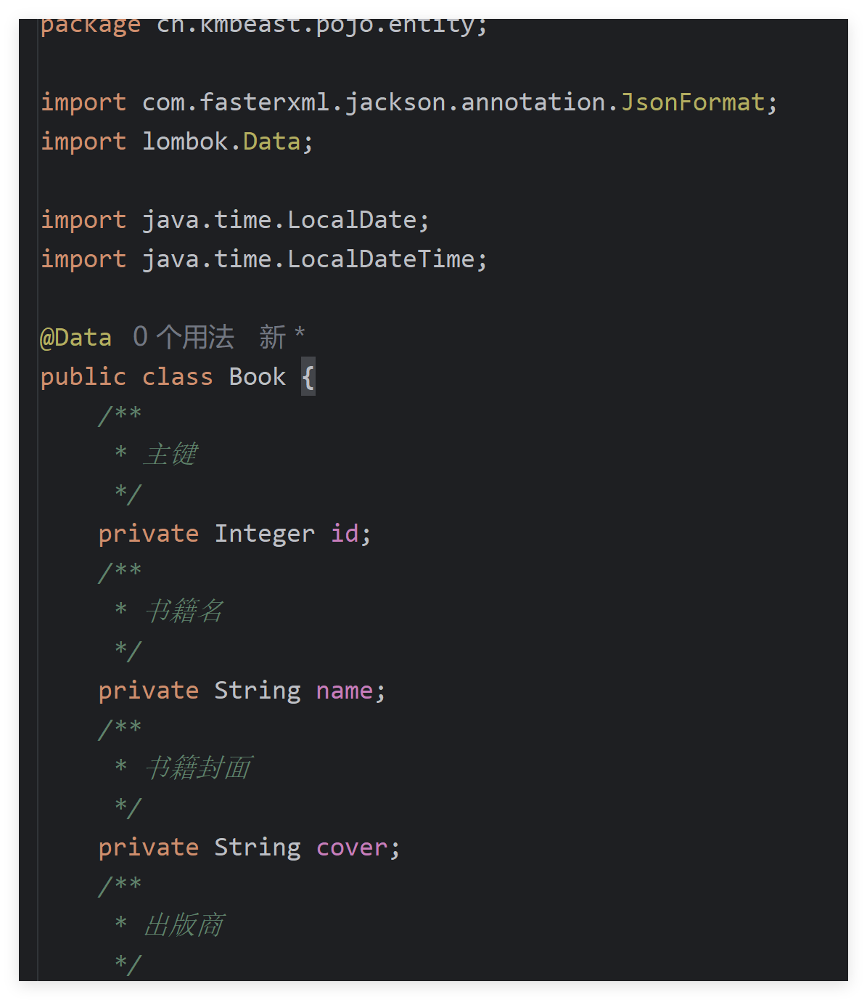 package cn.kmbeast.pojo.entity;
import com.fasterxml.jackson.annotation.JsonFormat;
import lombok.Data;
import java.time.LocalDate;
import java.time.LocalDateTime;
@Data 0 个用法 新 *
public class Book {
/**
* 主键
*/
private Integer id;
/**
* 书籍名
*/
private String name;
/**
* 书籍封面
*/
private String cover;
/**
* 出版商
*/